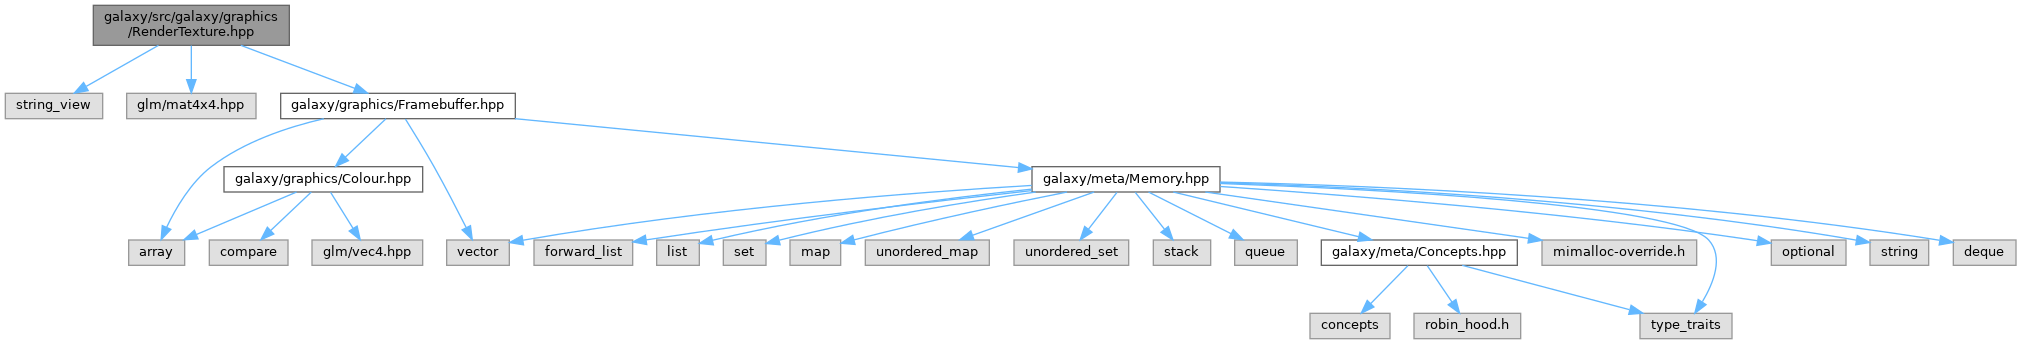 galaxy/src/galaxy/graphics
/RenderTexture.hpp
string_view
glm/mat4x4.hpp
galaxy/graphics/Framebuffer.hpp
galaxy/graphics/Colour.hpp
galaxy/meta/Memory.hpp
array
compare
glm/vec4.hpp
vector
forward_list
list
set
map
unordered_map
unordered_set
stack
queue
galaxy/meta/Concepts.hpp
mimalloc-override.h
optional
string
deque
concepts
robin_hood.h
type_traits